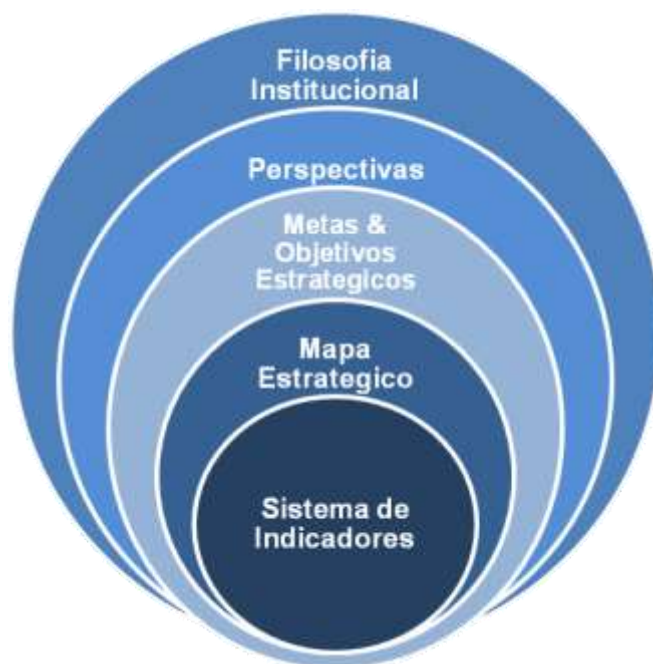 Filosofia
Institucional
Perspectivas
Metas &
Objetivos
Estrategicos
Mapa
Estrategico
Sistema de
Indicadores